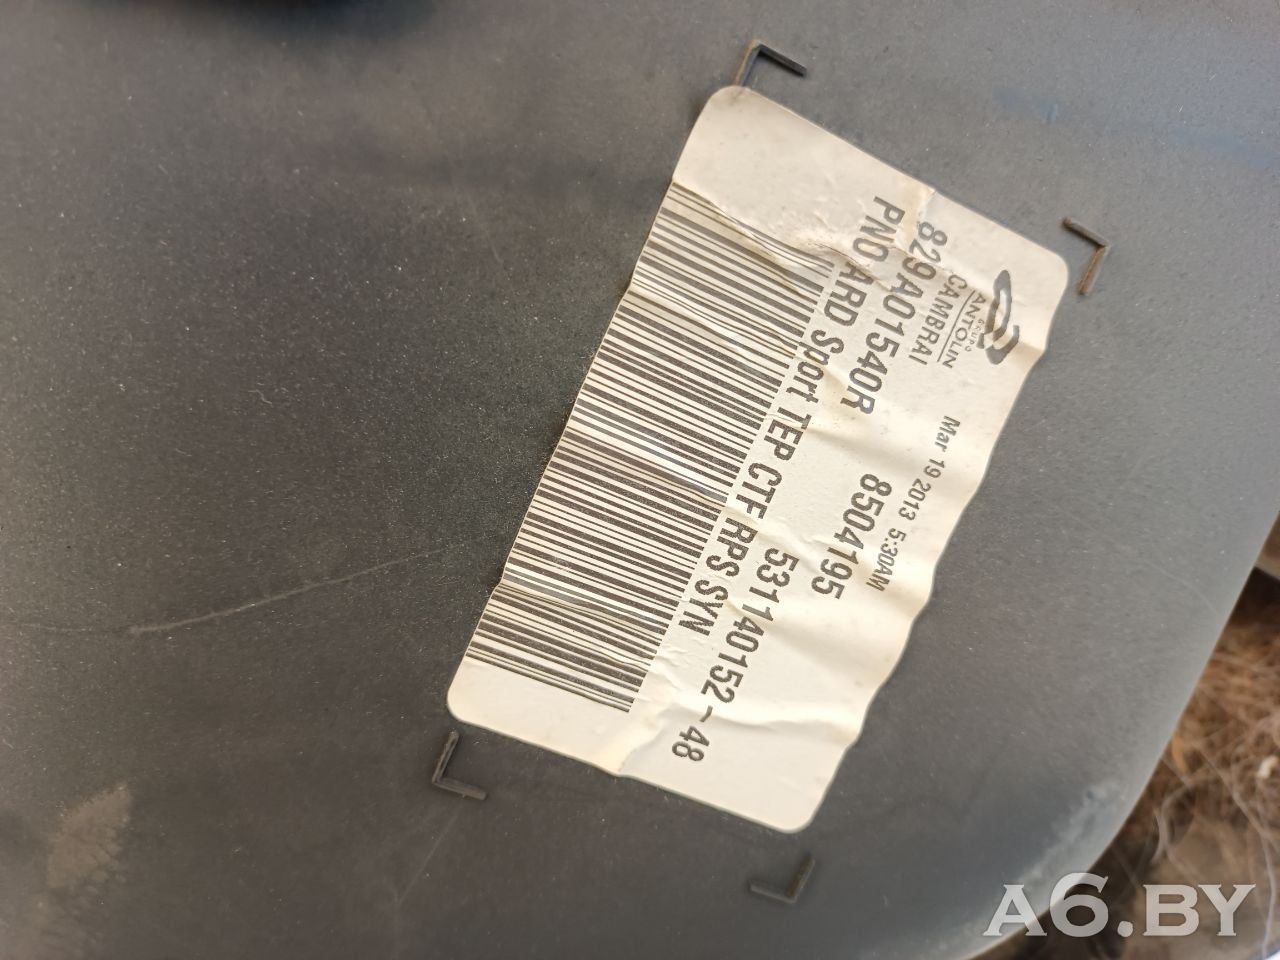 GRUPO
ANTOLIN
CAMBRAI
Mar 19 2013 5:30AM
829A01540R 8504195
PNO ARD Sport TEP CTF RPS SYN
531140152-48
A6.BY